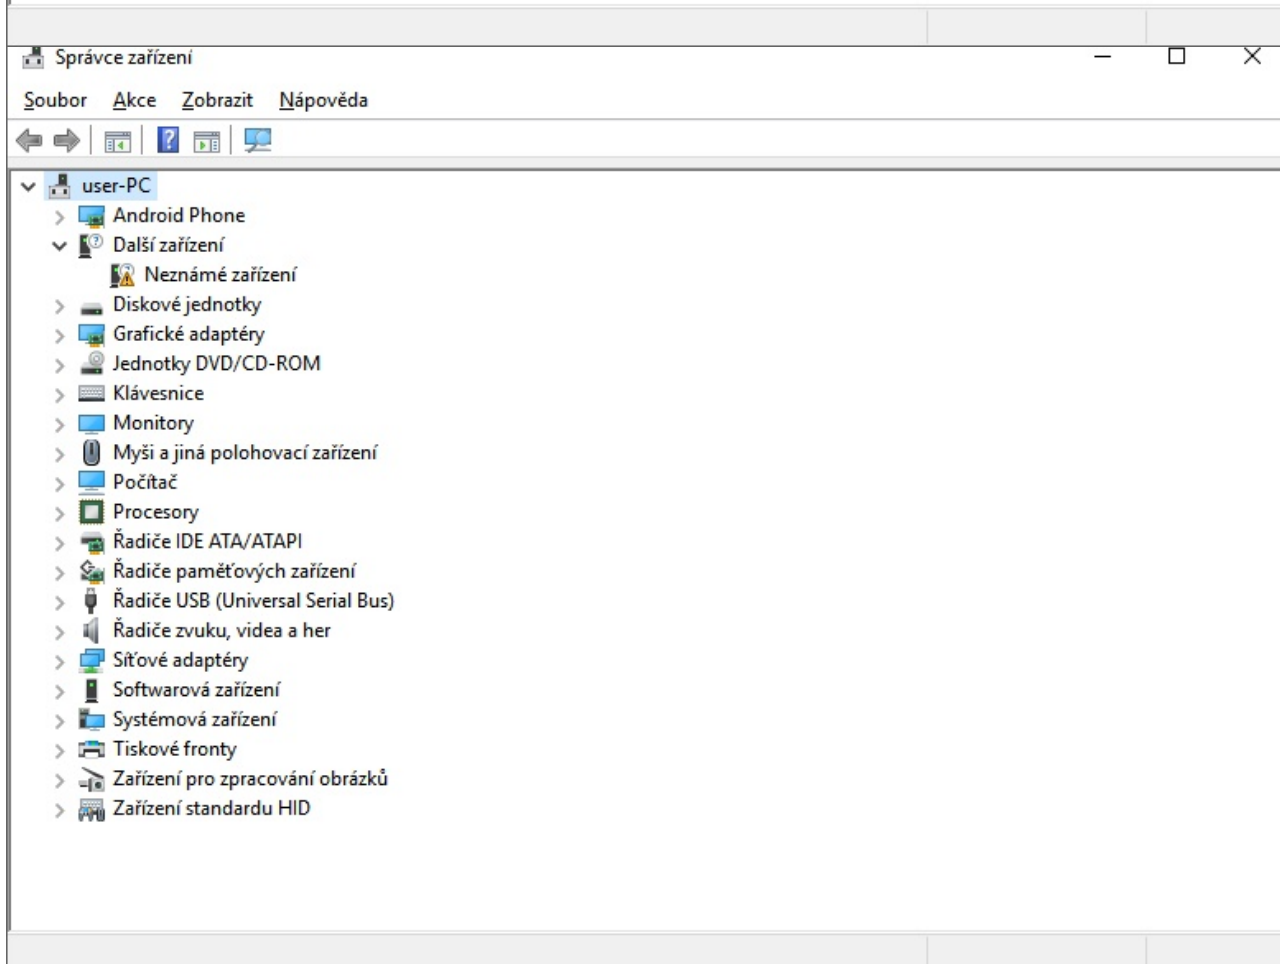 Správce zařízení
Soubor Akce Zobrazit Nápověda
user-PC
Android Phone
Další zařízení
Neznámé zařízení
Diskové jednotky
Grafické adaptéry
Jednotky DVD/CD-ROM
Klávesnice
Monitory
Myši a jiná polohovací zařízení
Počítač
Procesory
Řadiče IDE ATA/ATAPI
Řadiče paměťových zařízení
Řadiče USB (Universal Serial Bus)
Řadiče zvuku, videa a her
Síťové adaptéry
Softwarová zařízení
Systémová zařízení
Tiskové fronty
Zařízení pro zpracování obrázků
Zařízení standardu HID